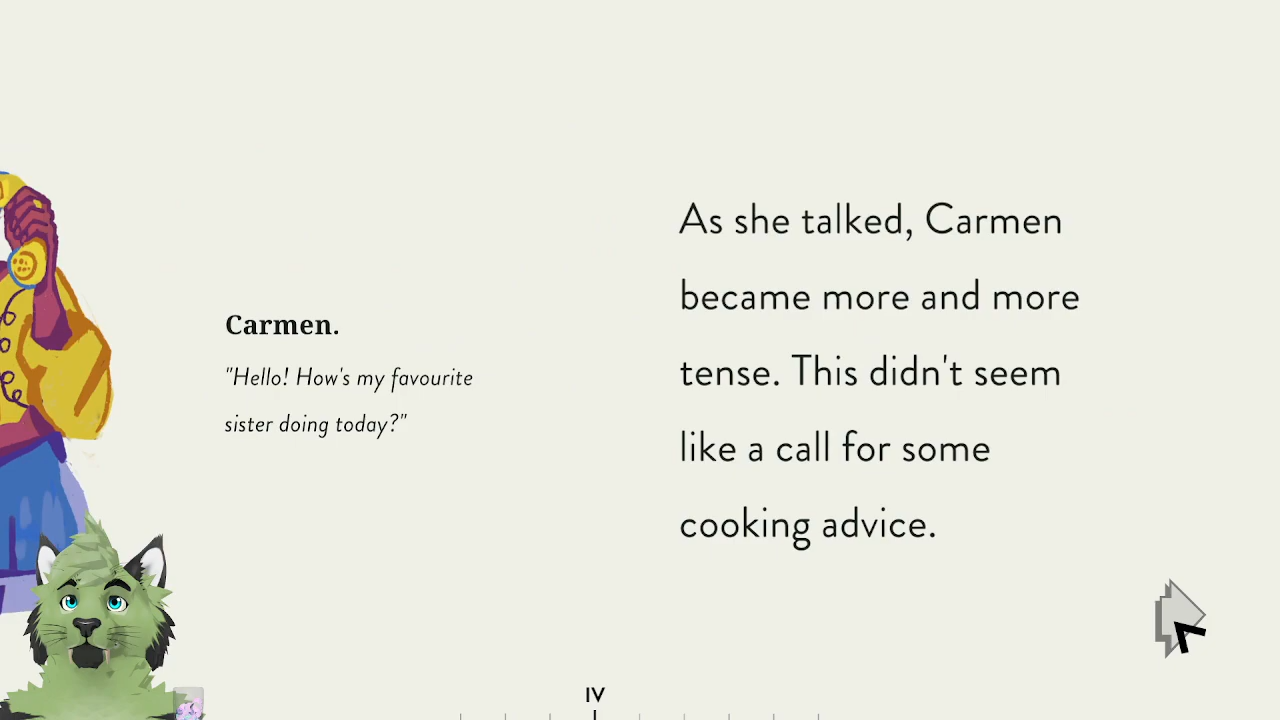 Carmen.
"Hello! How's my favourite
sister doing today?"
As she talked, Carmen
became more and more
tense. This didn't seem
like a call for some
cooking advice.
IV